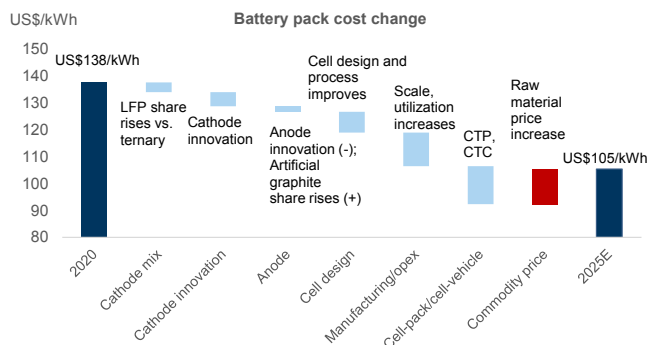 US$/kWh
Battery pack cost change
150
140
130
120
110
100
90
80
US$138/kWh
LFP share
rises vs.
ternary
Cathode
innovation
Anode
innovation (-);
Artificial
graphite
share rises (+)
Cell design and
process
improves
Scale,
utilization
increases
CTP,
CTC
Raw
material
price
increase
US$105/kWh
2020
Cathode mix
Cathode innovation
Anode
Cell design
Manufacturing/opex
Cell-pack/cell-vehicle
Commodity price
2025E